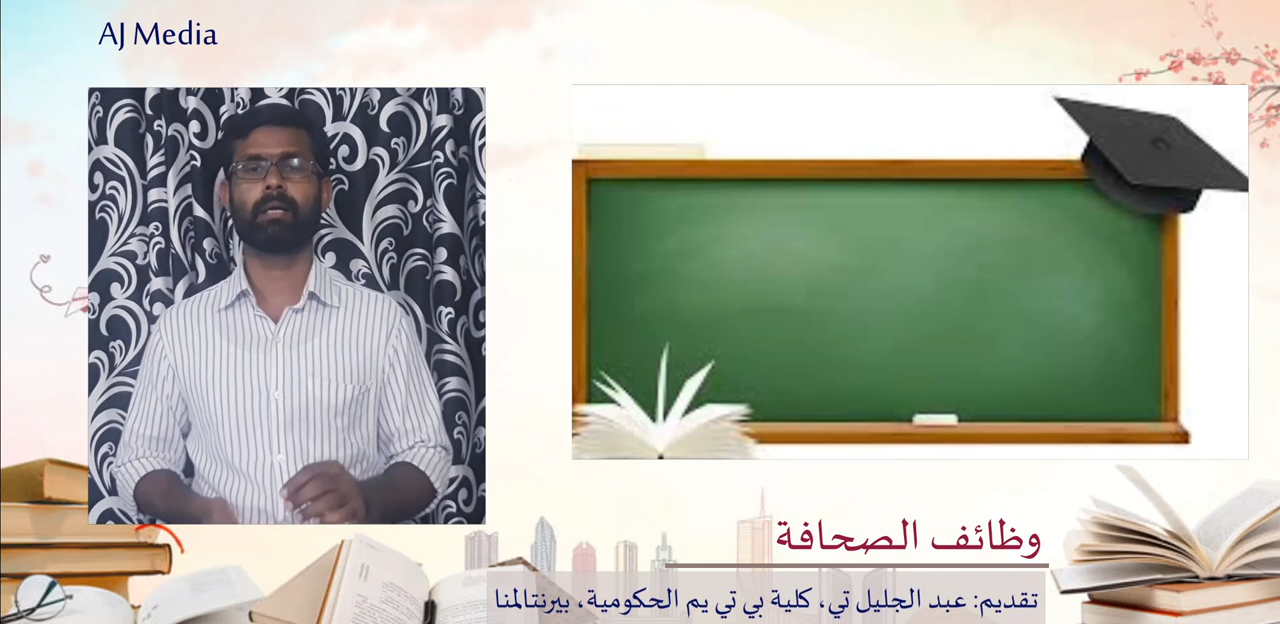 AJ Media
وظائف الصحافة
تقديم: عبد الجليل تي، كلية بي تي يم الحكومية، بيرنتالمنا